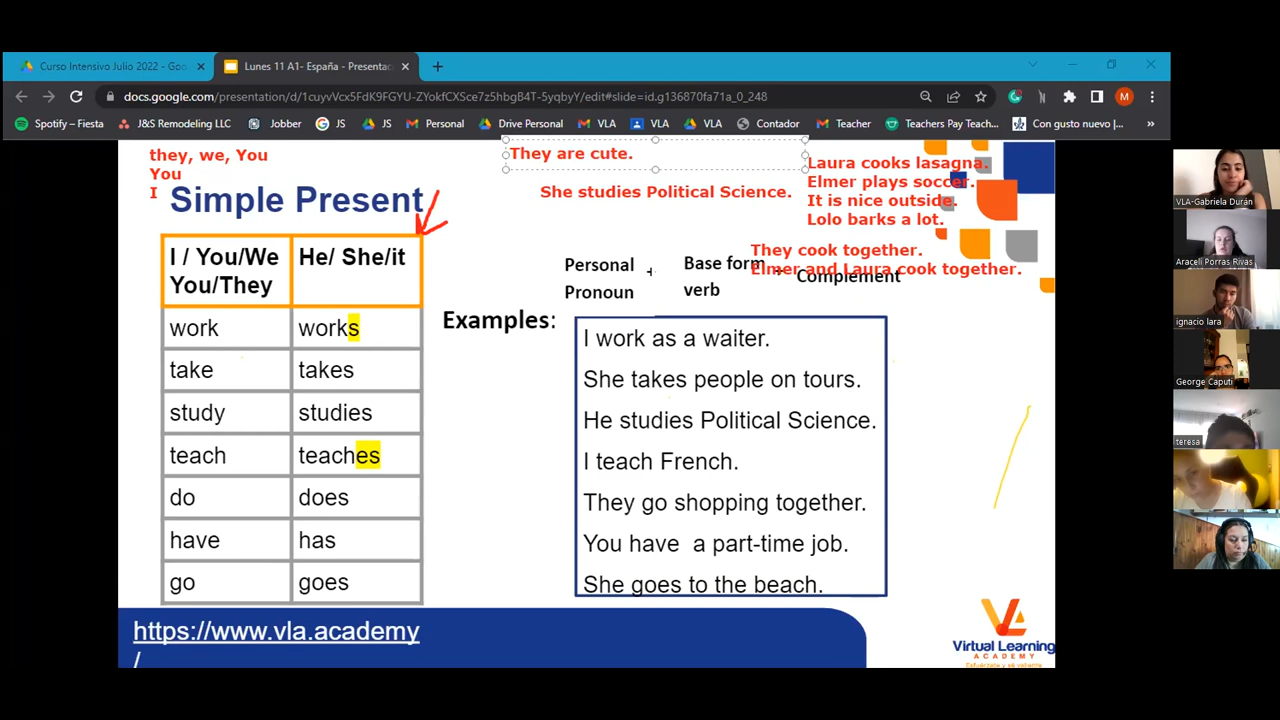 Curso Intensivo Julio 2022 - Goo
Lunes 11 A1- España - Presentac
docs.google.com/presentation/d/1cuyvVcx5FdK9FGYU-ZYokfCXSce7z5hbgB4T-5yqbyY/edit#slide=id.g136870fa71a_0_248
M
Spotify – Fiesta
J&S Remodeling LLC
Jobber
JS
JS
Personal
Drive Personal
VLA
VLA
VLA
Contador
Teacher
Teachers Pay Teac...
Con gusto nuevo | -...
»
they, we, You
You
I
They are cute.
She studies Political Science.
Laura cooks lasagna.
Elmer plays soccer.
It is nice outside.
Lolo barks a lot.
They cook together.
Elmer and Laura cook together.
Simple Present
I / You/We
You/They
He/ She/it
work works
take takes
study studies
teach teaches
do does
have has
go goes
Personal
Pronoun
+
Base form
verb
+
Complement
Examples:
I work as a waiter.
She takes people on tours.
He studies Political Science.
I teach French.
They go shopping together.
You have a part-time job.
She goes to the beach.
https://www.vla.academy
/
Virtual Learning
ACADEMY
Esfuérzate y sé valiente
VLA-Gabriela Durán
Araceli Porras Rivas
ignacio lara
George Caputi
teresa